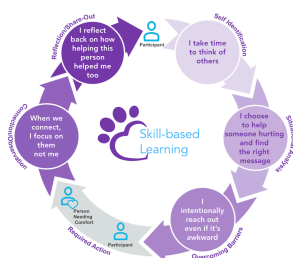 Reflection/Share-Out
I reflect
back on how
helping this
person
helped me
too
Participant
Self Identification
I take time
to think of
others
Situational Analysis
I choose
to help
someone hurting
and find
the right
message
Overcoming Barriers
I
intentionally
reach out
even if it's
awkward
Required Action
Participant
Person
Needing
Comfort
Connection/Conversation
When we
connect,
I focus on
them
not me
Skill-based
Learning